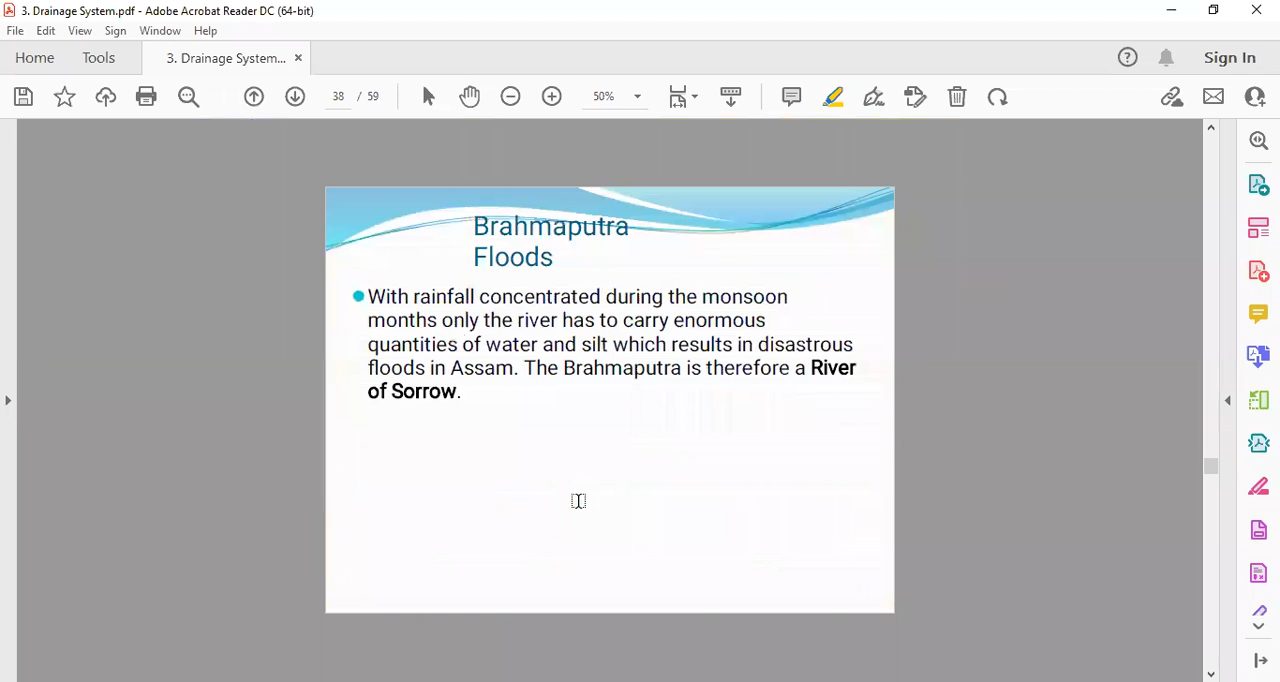 3. Drainage System.pdf - Adobe Acrobat Reader DC (64-bit)
File Edit View Sign Window Help
Home Tools 3. Drainage System... × Sign In
38 / 59 50%
Brahmaputra
Floods
With rainfall concentrated during the monsoon
months only the river has to carry enormous
quantities of water and silt which results in disastrous
floods in Assam. The Brahmaputra is therefore a River
of Sorrow.